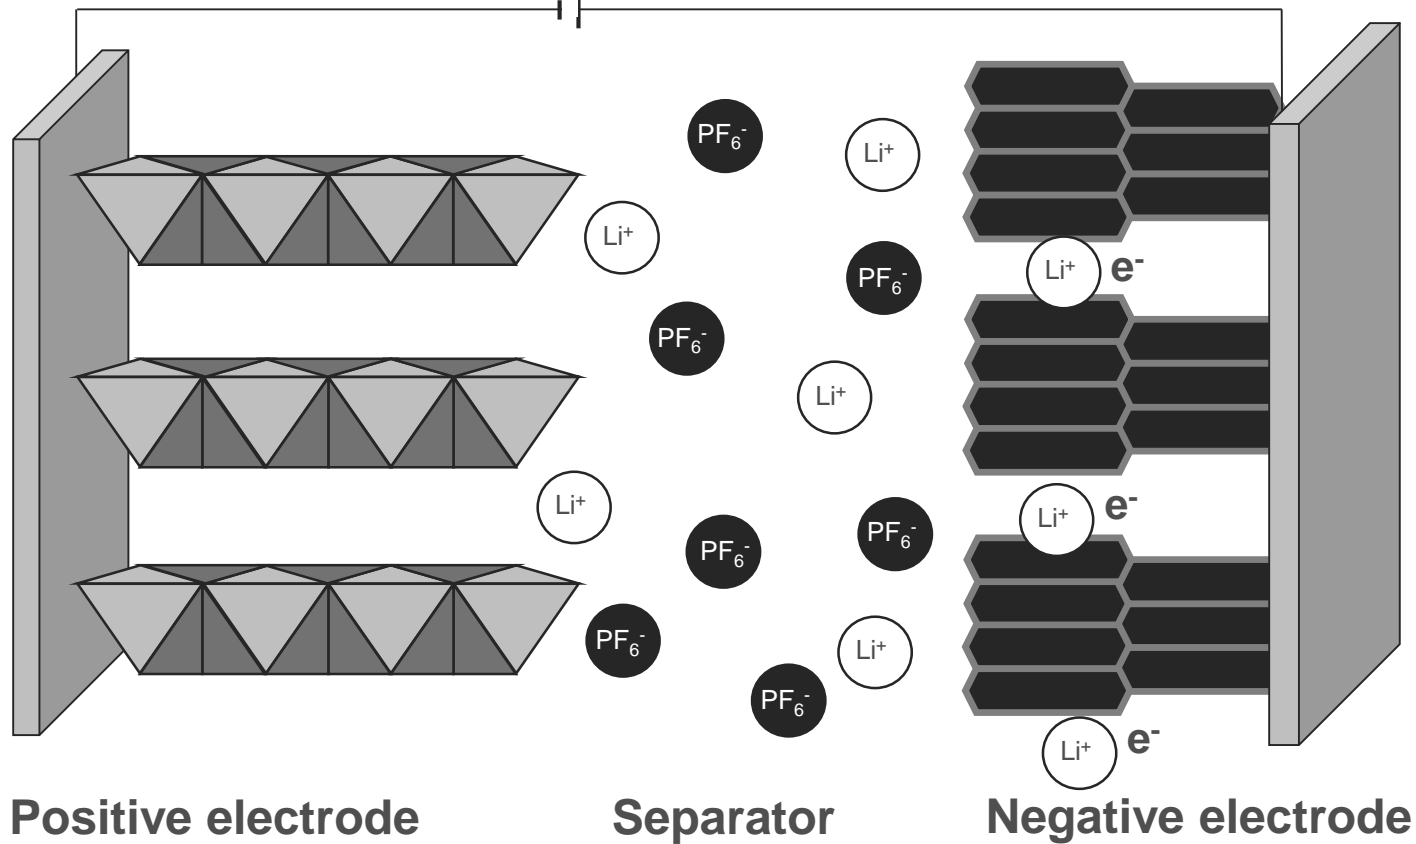 PF₆⁻
Li⁺
Li⁺
Li⁺ e⁻
PF₆⁻
PF₆⁻
Li⁺
Li⁺
Li⁺ e⁻
PF₆⁻
PF₆⁻
PF₆⁻
Li⁺
PF₆⁻
Li⁺ e⁻
Positive electrode
Separator
Negative electrode